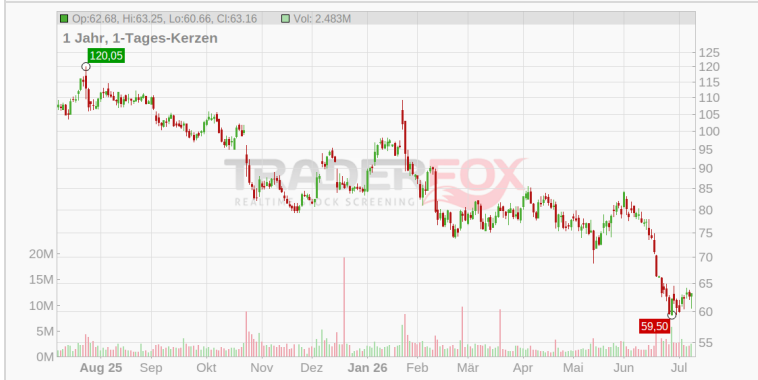 Op:62.68, Hi:63.25, Lo:60.66, Cl:63.16 Vol: 2.483M
1 Jahr, 1-Tages-Kerzen
120,05
125
120
115
110
105
100
95
90
85
80
75
70
65
60
55
20M
15M
10M
5M
0M
TRADERFOX
REALTIME STOCK SCREENING
59,50
Aug 25 Sep Okt Nov Dez Jan 26 Feb Mär Apr Mai Jun Jul